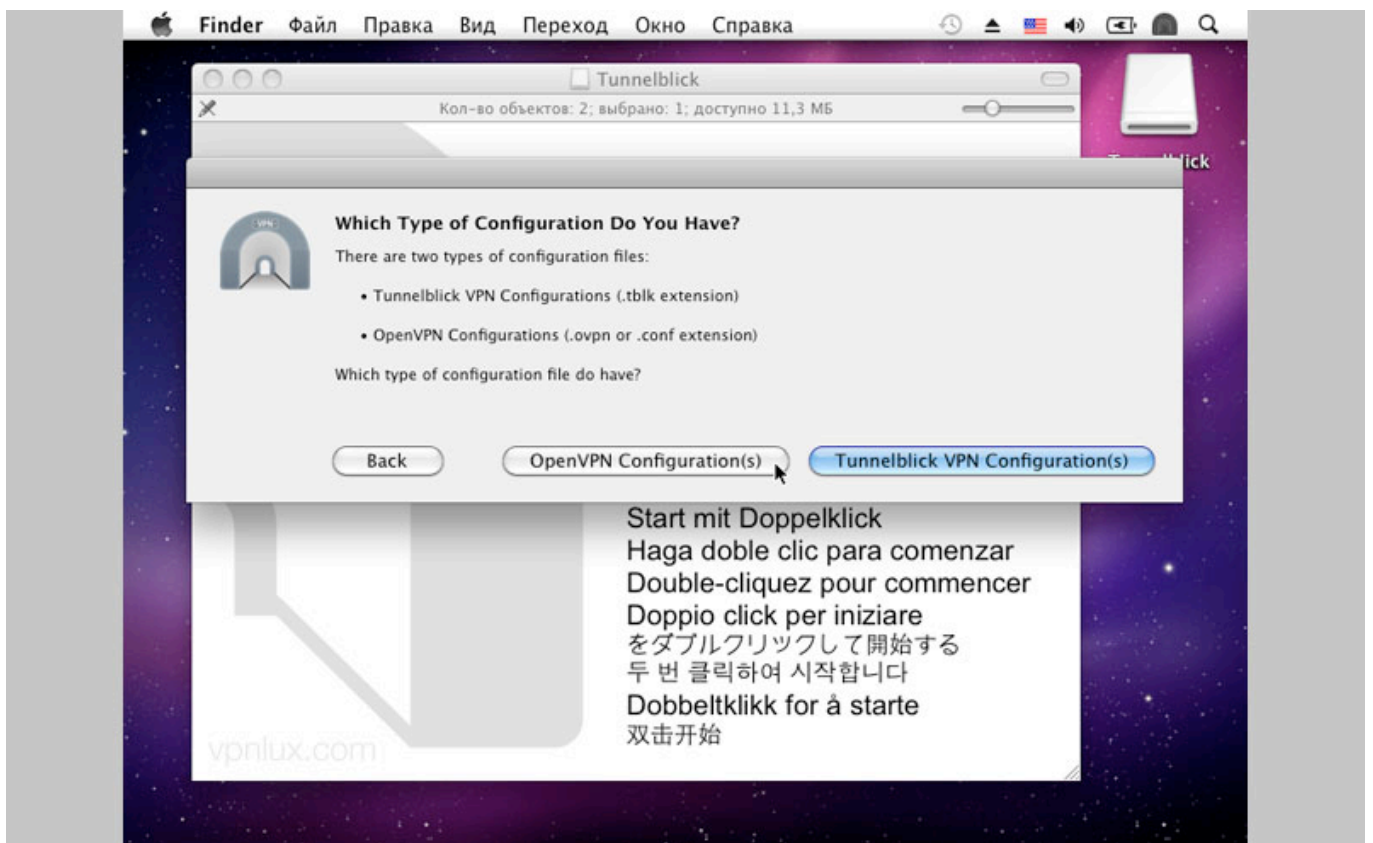 Finder Файл Правка Вид Переход Окно Справка
Tunnelblick
Кол-во объектов: 2; выбрано: 1; доступно 11,3 МБ
VPN
Which Type of Configuration Do You Have?
There are two types of configuration files:
• Tunnelblick VPN Configurations (.tblk extension)
• OpenVPN Configurations (.ovpn or .conf extension)
Which type of configuration file do have?
Back OpenVPN Configuration(s) Tunnelblick VPN Configuration(s)
Start mit Doppelklick
Haga doble clic para comenzar
Double-cliquez pour commencer
Doppio click per iniziare
をダブルクリックして開始する
두 번 클릭하여 시작합니다
Dobbeltklikk for å starte
双击开始
vpnlux.com